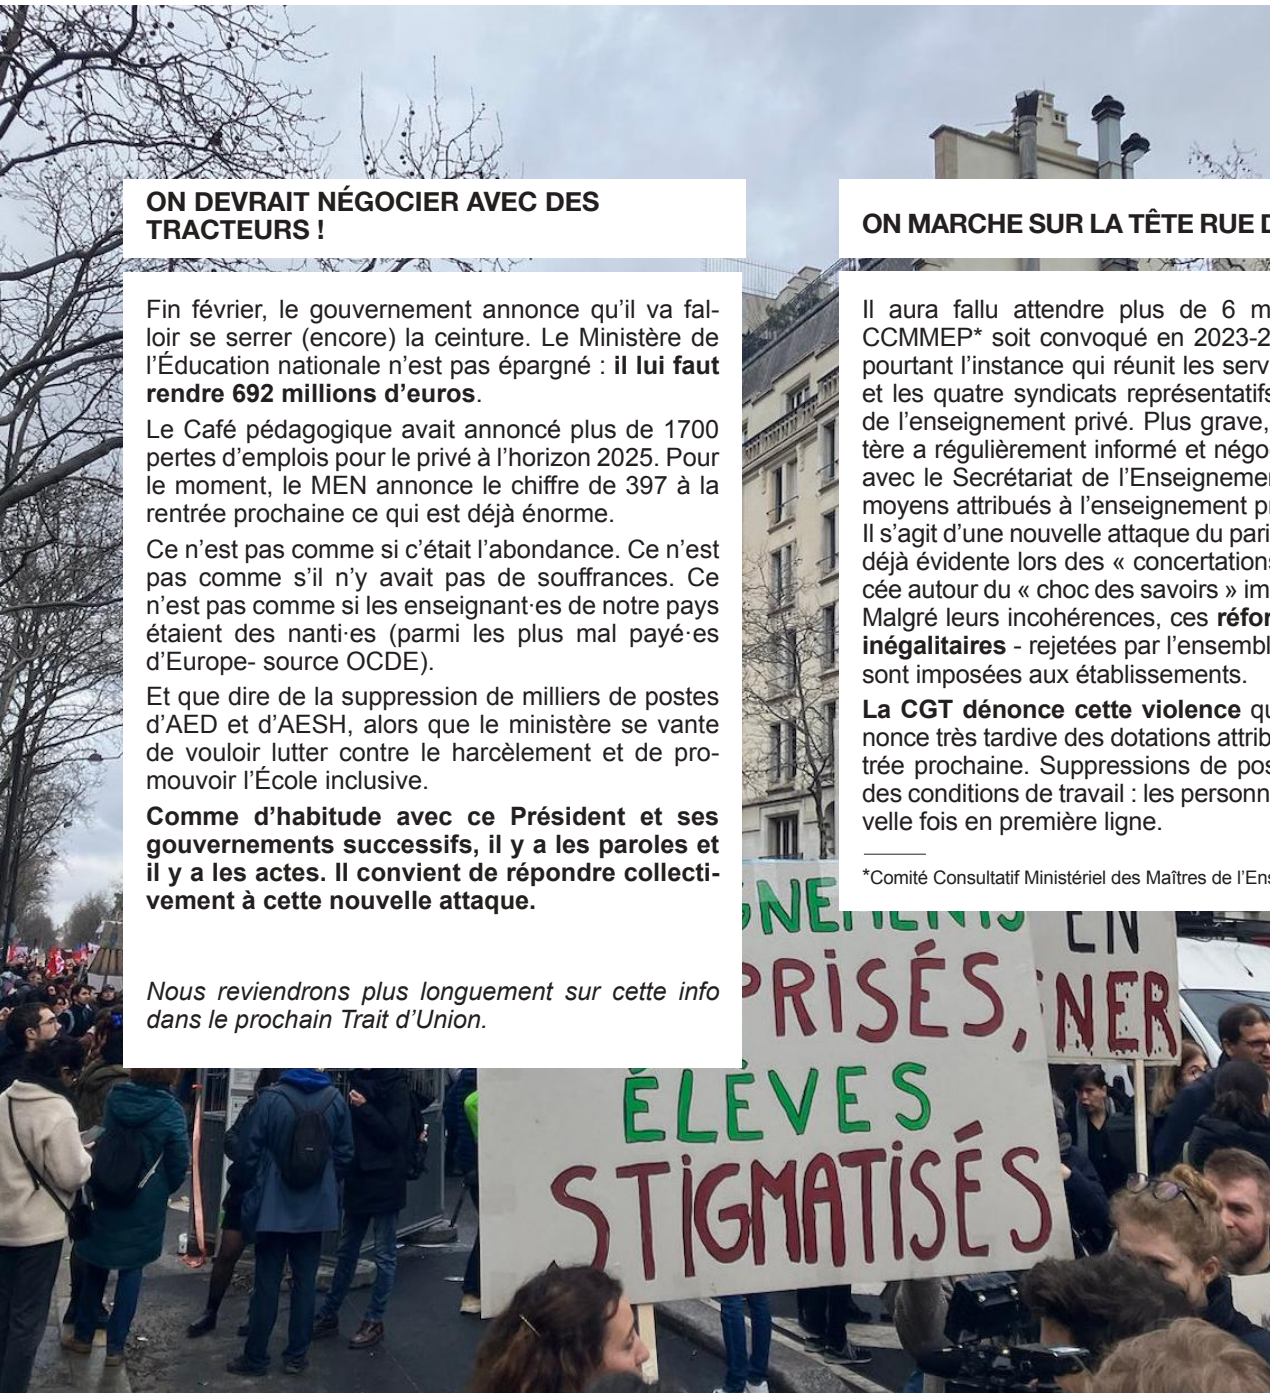 ON DEVRAIT NÉGOCIER AVEC DES
TRACTEURS !
Fin février, le gouvernement annonce qu’il va fal-
loir se serrer (encore) la ceinture. Le Ministère de
l’Éducation nationale n’est pas épargné : il lui faut
rendre 692 millions d’euros.
Le Café pédagogique avait annoncé plus de 1700
pertes d’emplois pour le privé à l’horizon 2025. Pour
le moment, le MEN annonce le chiffre de 397 à la
rentrée prochaine ce qui est déjà énorme.
Ce n’est pas comme si c’était l’abondance. Ce n’est
pas comme s’il n’y avait pas de souffrances. Ce
n’est pas comme si les enseignant·es de notre pays
étaient des nanti·es (parmi les plus mal payé·es
d’Europe- source OCDE).
Et que dire de la suppression de milliers de postes
d’AED et d’AESH, alors que le ministère se vante
de vouloir lutter contre le harcèlement et de pro-
mouvoir l’École inclusive.
Comme d’habitude avec ce Président et ses
gouvernements successifs, il y a les paroles et
il y a les actes. Il convient de répondre collecti-
vement à cette nouvelle attaque.
Nous reviendrons plus longuement sur cette info
dans le prochain Trait d’Union.
ON MARCHE SUR LA TÊTE RUE
Il aura fallu attendre plus de 6
CCMMEP* soit convoqué en 2023-2
pourtant l’instance qui réunit les serv
et les quatre syndicats représentatifs
de l’enseignement privé. Plus grave,
tère a régulièrement informé et négo
avec le Secrétariat de l’Enseignemen
moyens attribués à l’enseignement p
Il s’agit d’une nouvelle attaque du pari
déjà évidente lors des « concertations
cée autour du « choc des savoirs » im
Malgré leurs incohérences, ces réfor
inégalitaires - rejetées par l’ensembl
sont imposées aux établissements.
La CGT dénonce cette violence qu
nonce très tardive des dotations attrib
trée prochaine. Suppressions de pos
des conditions de travail : les personn
velle fois en première ligne.
*Comité Consultatif Ministériel des Maîtres de l’Ens
GNEMENTS
PRISÉS,
ÉLÈVES
STIGMATISÉS
EN
NER